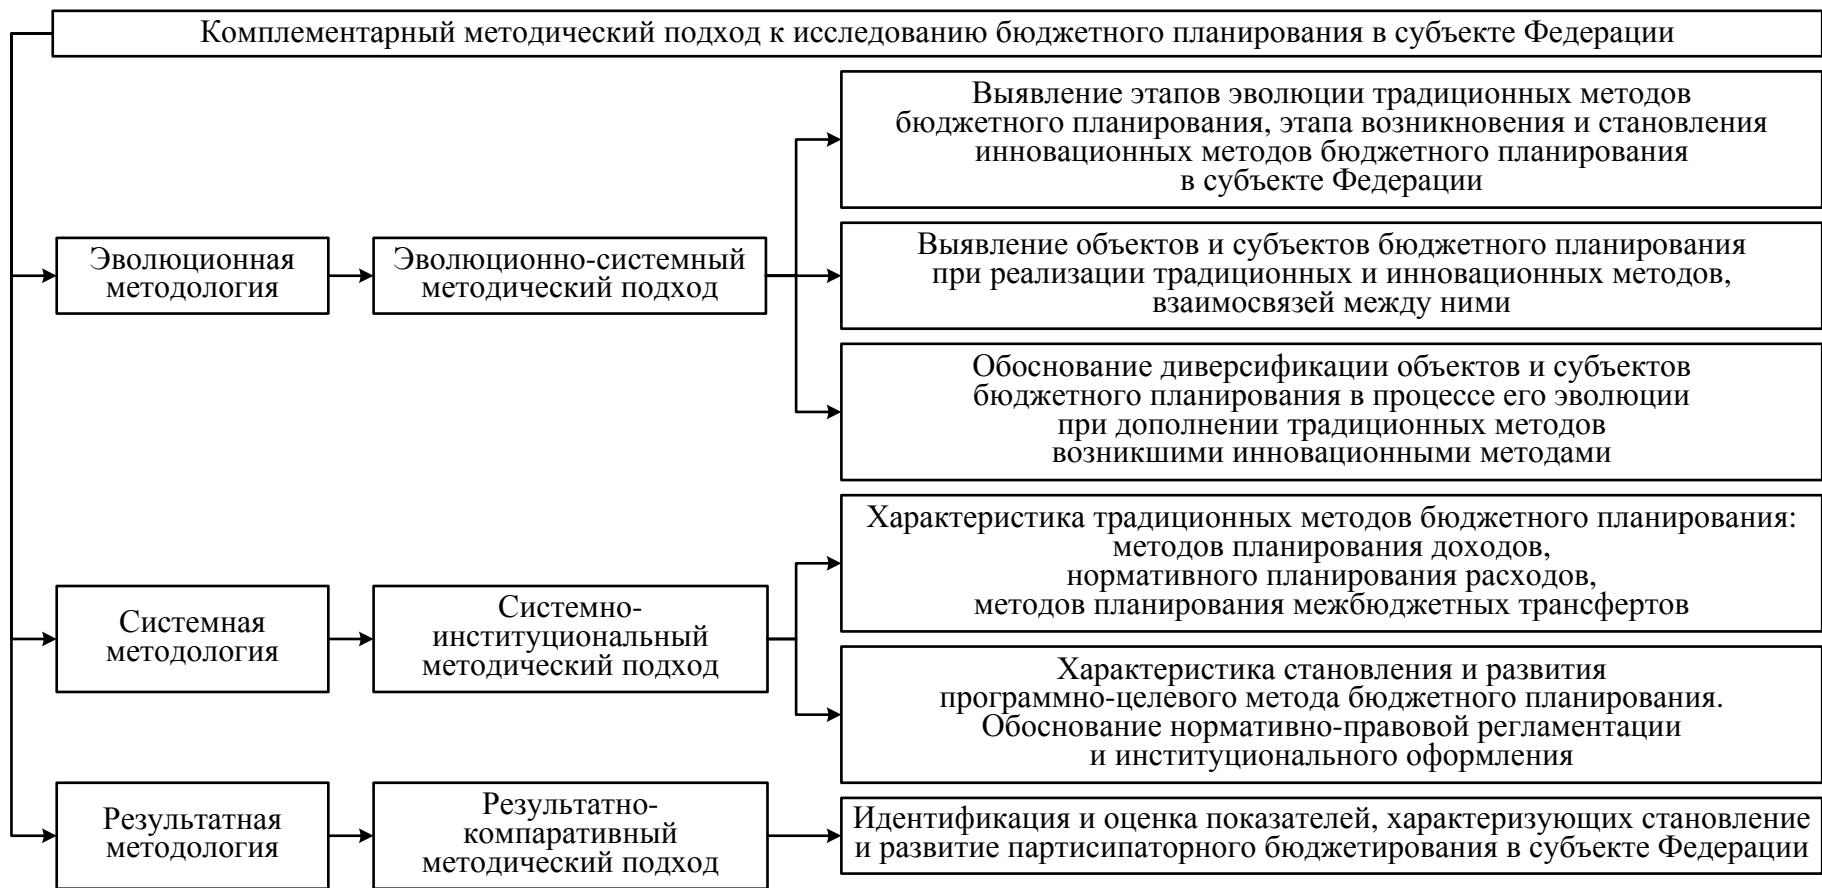 Комплементарный методический подход к исследованию бюджетного планирования в субъекте Федерации
Эволюционная
методология
Эволюционно-системный
методический подход
Выявление этапов эволюции традиционных методов
бюджетного планирования, этапа возникновения и становления
инновационных методов бюджетного планирования
в субъекте Федерации
Выявление объектов и субъектов бюджетного планирования
при реализации традиционных и инновационных методов,
взаимосвязей между ними
Обоснование диверсификации объектов и субъектов
бюджетного планирования в процессе его эволюции
при дополнении традиционных методов
возникшими инновационными методами
Системная
методология
Системно-
институциональный
методический подход
Характеристика традиционных методов бюджетного планирования:
методов планирования доходов,
нормативного планирования расходов,
методов планирования межбюджетных трансфертов
Характеристика становления и развития
программно-целевого метода бюджетного планирования.
Обоснование нормативно-правовой регламентации
и институционального оформления
Результатная
методология
Результатно-
компаративный
методический подход
Идентификация и оценка показателей, характеризующих становление
и развитие партисипаторного бюджетирования в субъекте Федерации